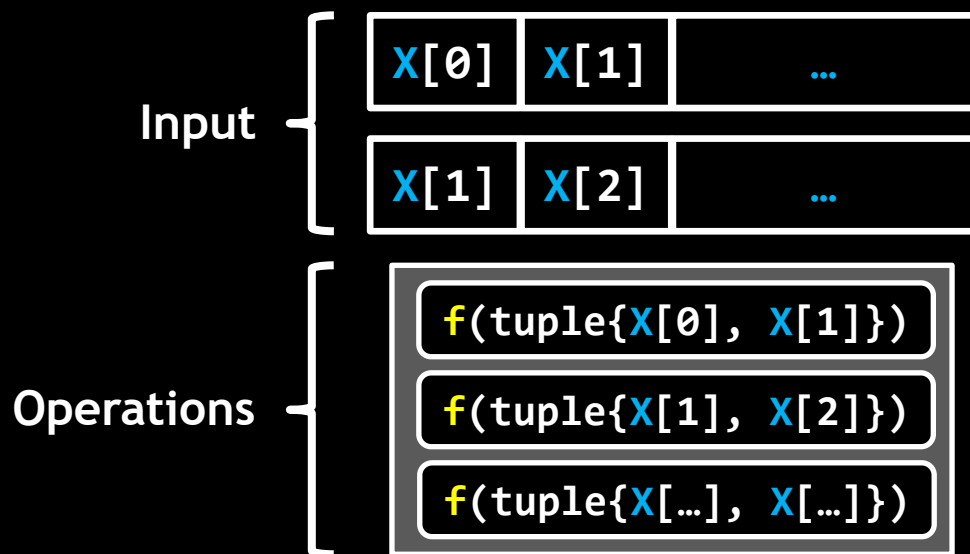 X[0] X[1] …
Input
X[1] X[2] …
f(tuple{X[0], X[1]})
Operations
f(tuple{X[1], X[2]})
f(tuple{X[…], X[…]})